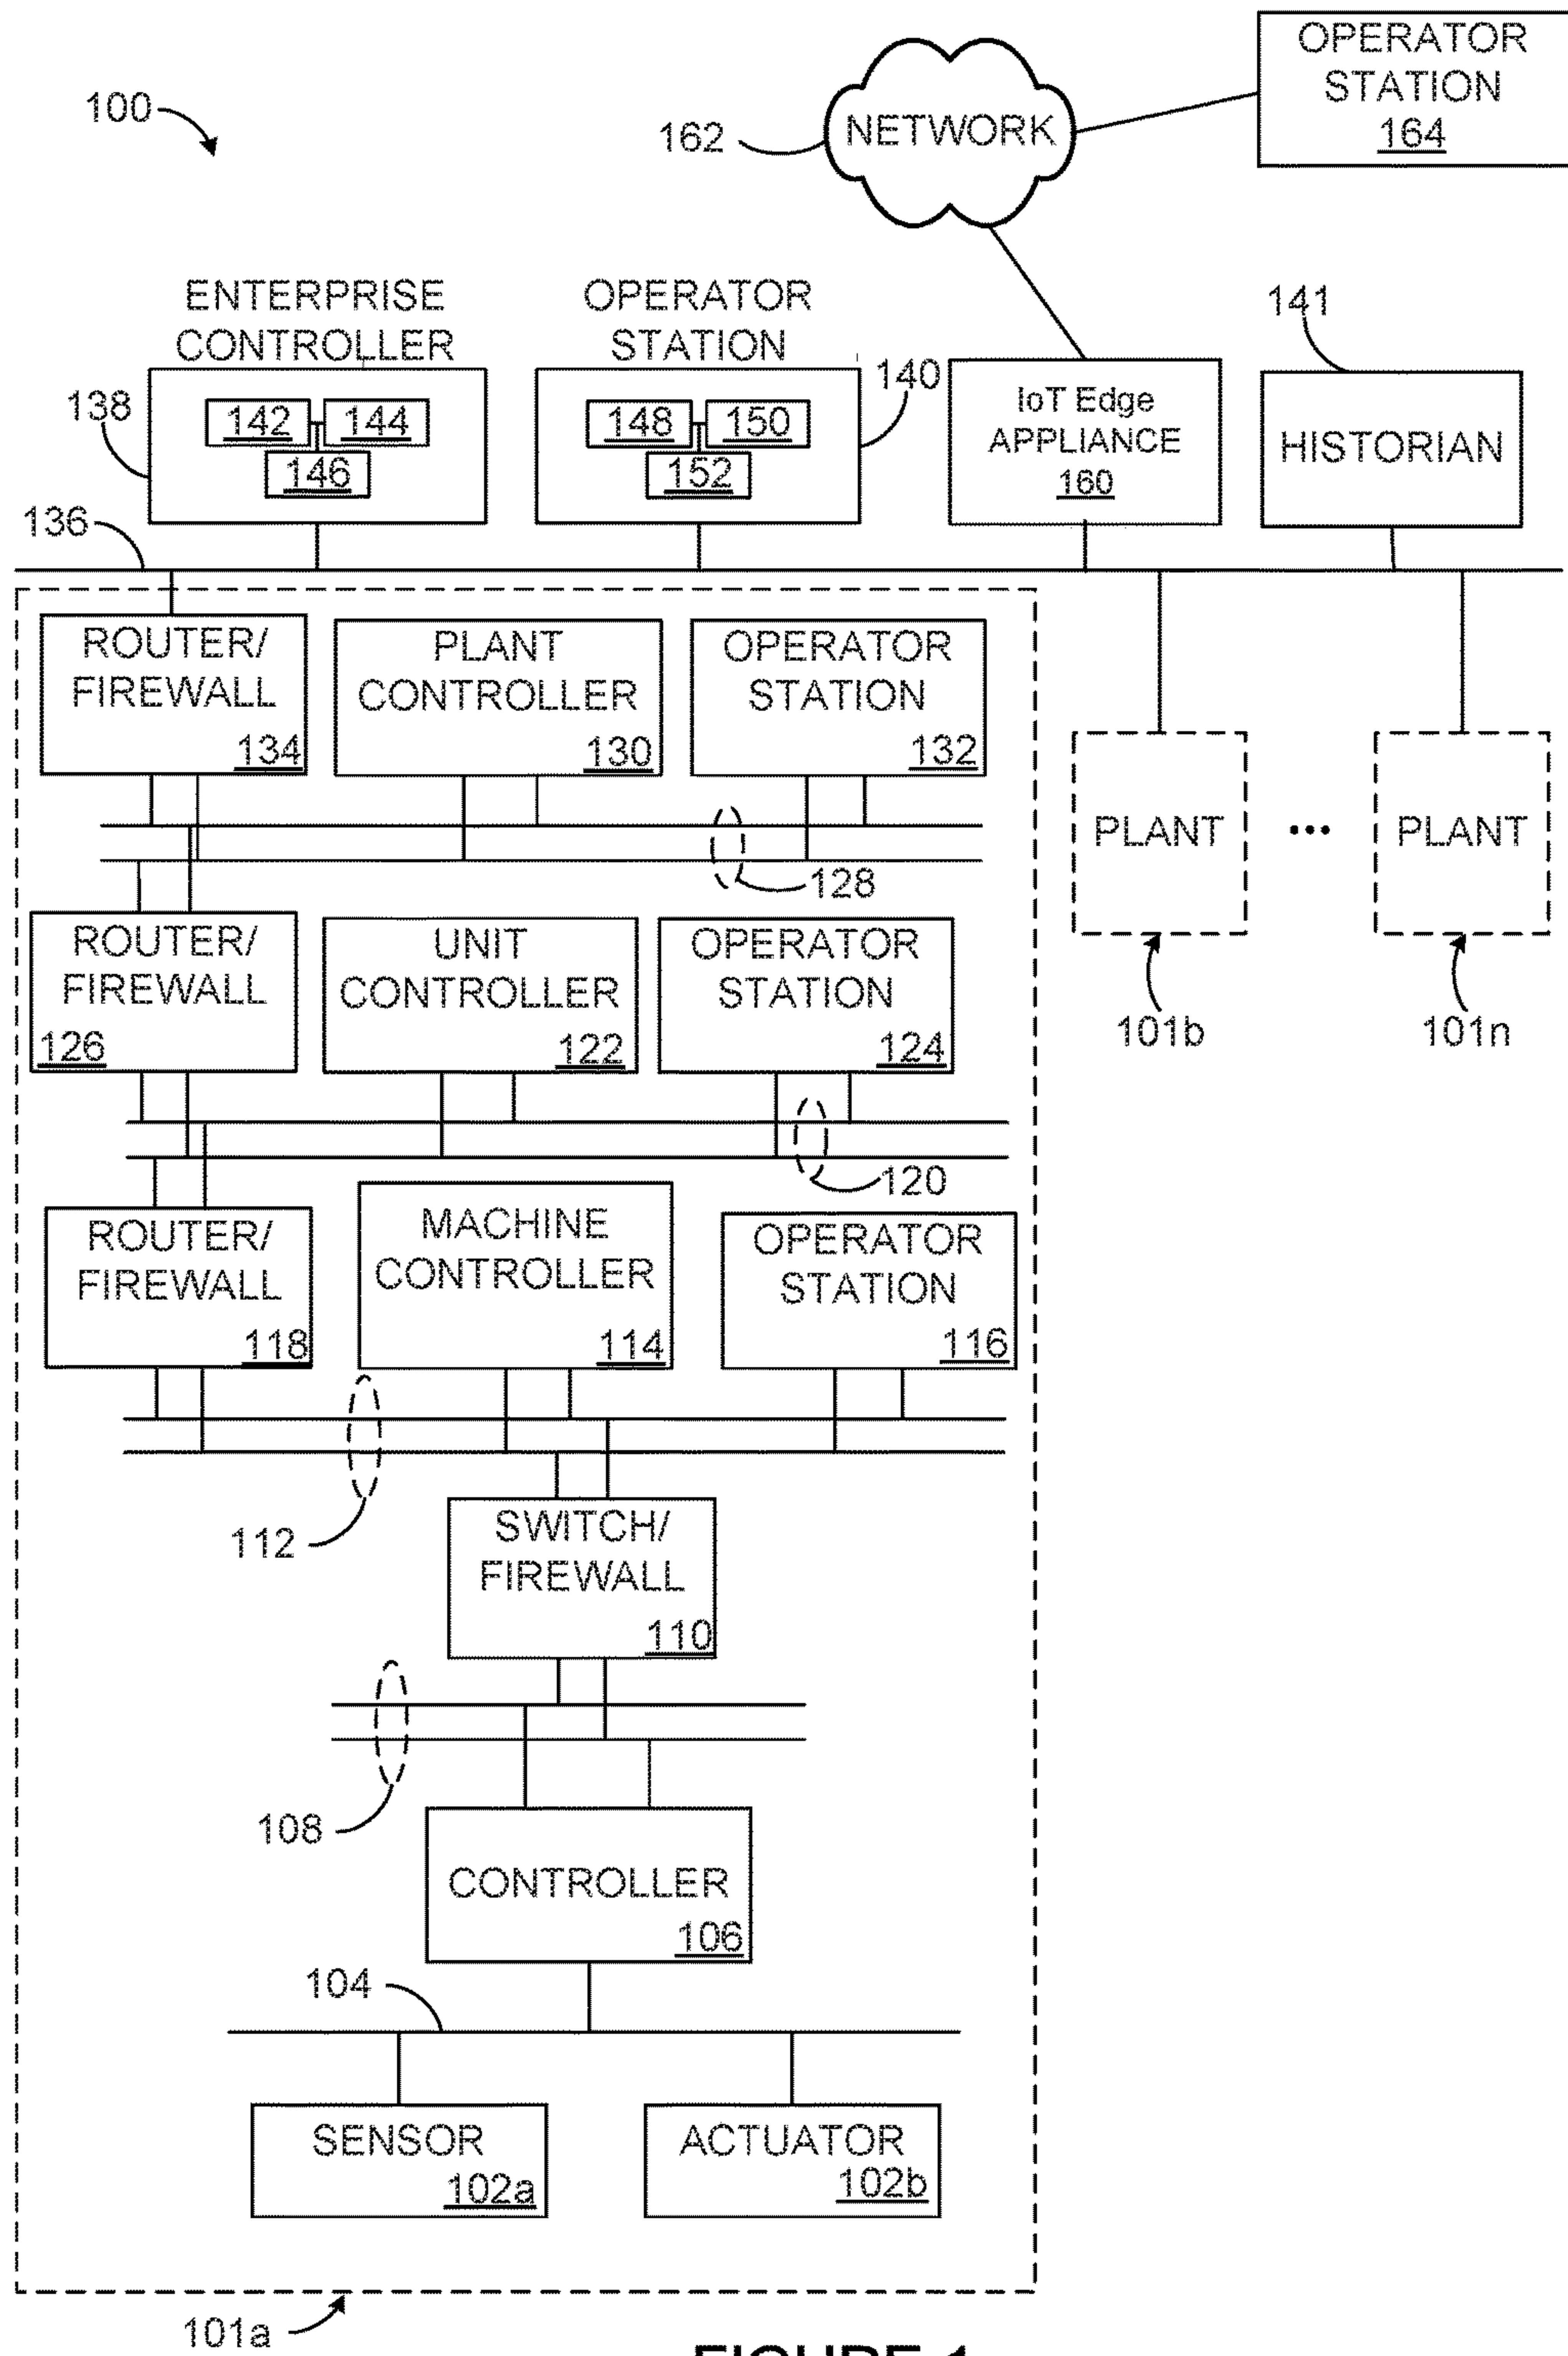 OPERATOR
STATION
164
100
162
NETWORK
ENTERPRISE
CONTROLLER
OPERATOR
STATION
141
138
142
144
146
148
150
152
140
IoT Edge
APPLIANCE
160
HISTORIAN
136
ROUTER/
FIREWALL
134
PLANT
CONTROLLER
130
OPERATOR
STATION
132
PLANT
...
PLANT
128
101b
101n
ROUTER/
FIREWALL
126
UNIT
CONTROLLER
122
OPERATOR
STATION
124
120
ROUTER/
FIREWALL
118
MACHINE
CONTROLLER
114
OPERATOR
STATION
116
112
SWITCH/
FIREWALL
110
108
CONTROLLER
106
104
SENSOR
102a
ACTUATOR
102b
101a
FIGURE 1